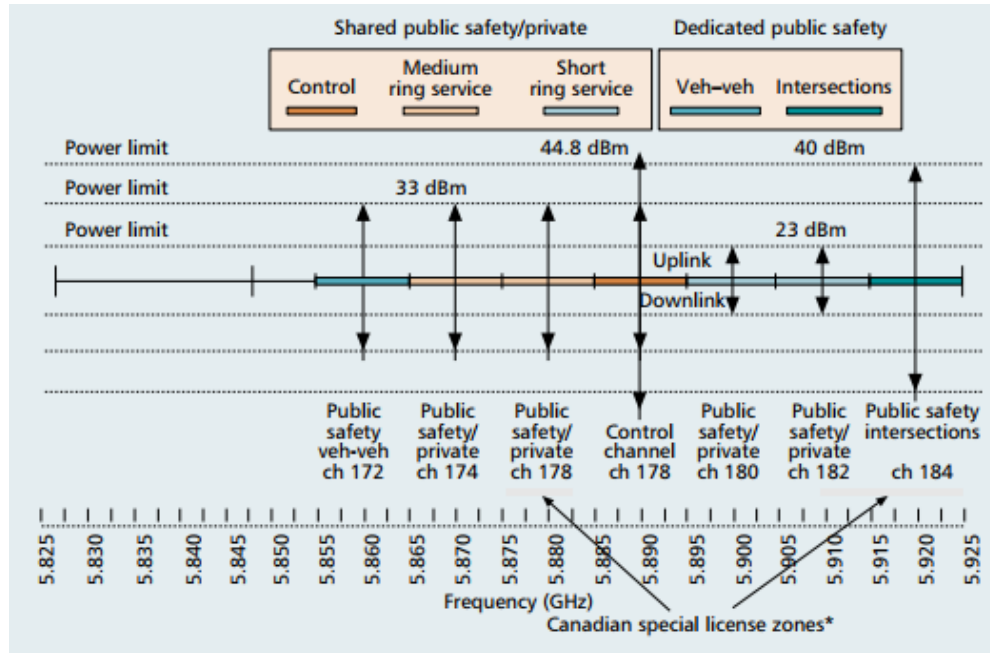 Shared public safety/private
Dedicated public safety
Control
Medium
ring service
Short
ring service
Veh–veh
Intersections
Power limit
44.8 dBm
40 dBm
Power limit
33 dBm
Power limit
23 dBm
Uplink
Downlink
Public
safety
veh-veh
ch 172
Public
safety/
private
ch 174
Public
safety/
private
ch 178
Control
channel
ch 178
Public
safety/
private
ch 180
Public
safety/
private
ch 182
Public safety
intersections
ch 184
5.825
5.830
5.835
5.845
5.850
5.855
5.860
5.865
5.870
5.875
5.880
5.885
5.890
5.8895
5.900
5.905
5.910
5.915
5.920
5.925
Frequency (GHz)
Canadian special license zones*